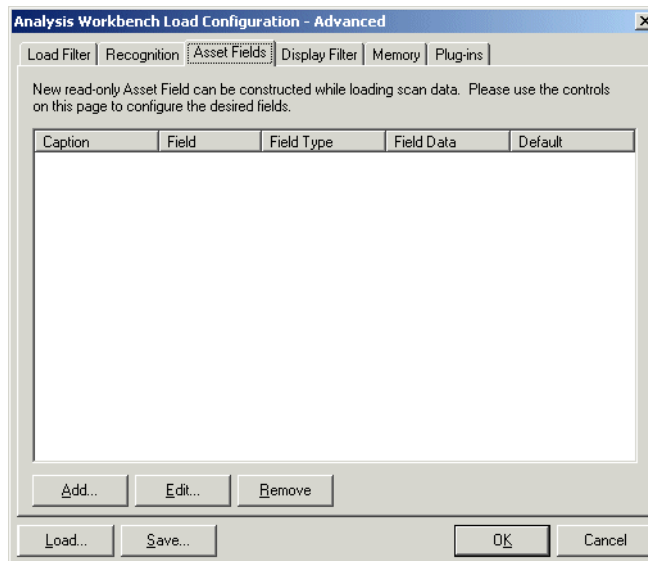 Analysis Workbench Load Configuration - Advanced
Load Filter Recognition Asset Fields Display Filter Memory Plug-ins
New read-only Asset Field can be constructed while loading scan data. Please use the controls
on this page to configure the desired fields.
Caption Field Field Type Field Data Default
Add... Edit... Remove
Load... Save... OK Cancel